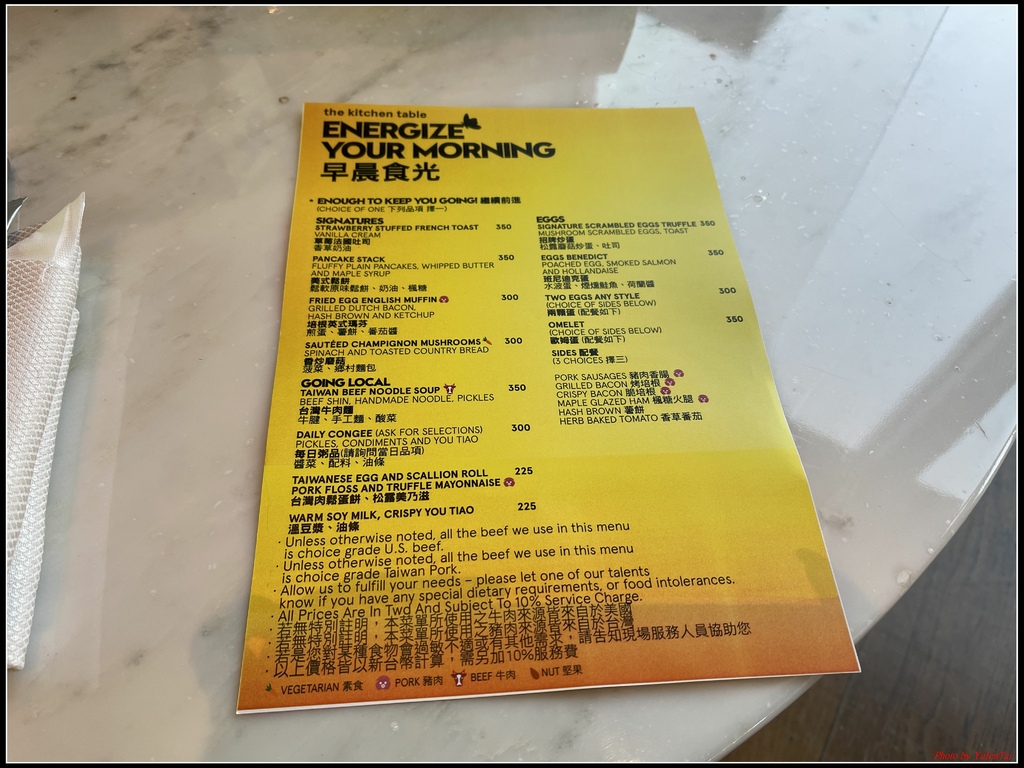 the kitchen table
ENERGIZE
YOUR MORNING
早晨食光
* ENOUGH TO KEEP YOU GOING! 繼續前進
(CHOICE OF ONE 下列品項 擇一)
SIGNATURES
STRAWBERRY STUFFED FRENCH TOAST 350
VANILLA CREAM
草莓法國吐司
香草奶油
PANCAKE STACK 350
FLUFFY PLAIN PANCAKES, WHIPPED BUTTER
AND MAPLE SYRUP
美式鬆餅
鬆軟原味鬆餅、奶油、楓糖
FRIED EGG ENGLISH MUFFIN 300
GRILLED DUTCH BACON,
HASH BROWN AND KETCHUP
培根英式瑪芬
煎蛋、薯餅、番茄醬
SAUTÉED CHAMPIGNON MUSHROOMS 300
SPINACH AND TOASTED COUNTRY BREAD
香炒蘑菇
菠菜、鄉村麵包
GOING LOCAL
TAIWAN BEEF NOODLE SOUP 350
BEEF SHIN, HANDMADE NOODLE, PICKLES
台灣牛肉麵
牛腱、手工麵、酸菜
DAILY CONGEE (ASK FOR SELECTIONS) 300
PICKLES, CONDIMENTS AND YOU TIAO
每日粥品(請詢問當日品項)
醬菜、配料、油條
TAIWANESE EGG AND SCALLION ROLL 225
PORK FLOSS AND TRUFFLE MAYONNAISE
台灣肉鬆蛋餅、松露美乃滋
WARM SOY MILK, CRISPY YOU TIAO 225
溫豆漿、油條
EGGS
SIGNATURE SCRAMBLED EGGS TRUFFLE 350
MUSHROOM SCRAMBLED EGGS, TOAST
招牌炒蛋
松露蘑菇炒蛋、吐司
EGGS BENEDICT 350
POACHED EGG, SMOKED SALMON
AND HOLLANDAISE
班尼迪克蛋
水波蛋、煙燻鮭魚、荷蘭醬
TWO EGGS ANY STYLE 300
(CHOICE OF SIDES BELOW)
兩顆蛋 (配餐如下)
OMELET 350
(CHOICE OF SIDES BELOW)
歐姆蛋 (配餐如下)
SIDES 配餐
(3 CHOICES 擇三)
PORK SAUSAGES 豬肉香腸
GRILLED BACON 烤培根
CRISPY BACON 脆培根
MAPLE GLAZED HAM 楓糖火腿
HASH BROWN 薯餅
HERB BAKED TOMATO 香草番茄
· Unless otherwise noted, all the beef we use in this menu
is choice grade U.S. beef.
· Unless otherwise noted, all the beef we use in this menu
is choice grade Taiwan Pork.
· Allow us to fulfill your needs – please let one of our talents
know if you have any special dietary requirements, or food intolerances.
· All Prices Are In Twd And Subject To 10% Service Charge.
· 若無特別註明，本菜單所使用之牛肉來源皆來自於美國
· 若無特別註明，本菜單所使用之豬肉來源皆來自於台灣
· 若當您對某種食物會過敏不適或有其他需求，請告知現場服務人員協助您
· 以上價格皆以新台幣計算，需另加10%服務費
VEGETARIAN 素食 PORK 豬肉 BEEF 牛肉 NUT 堅果